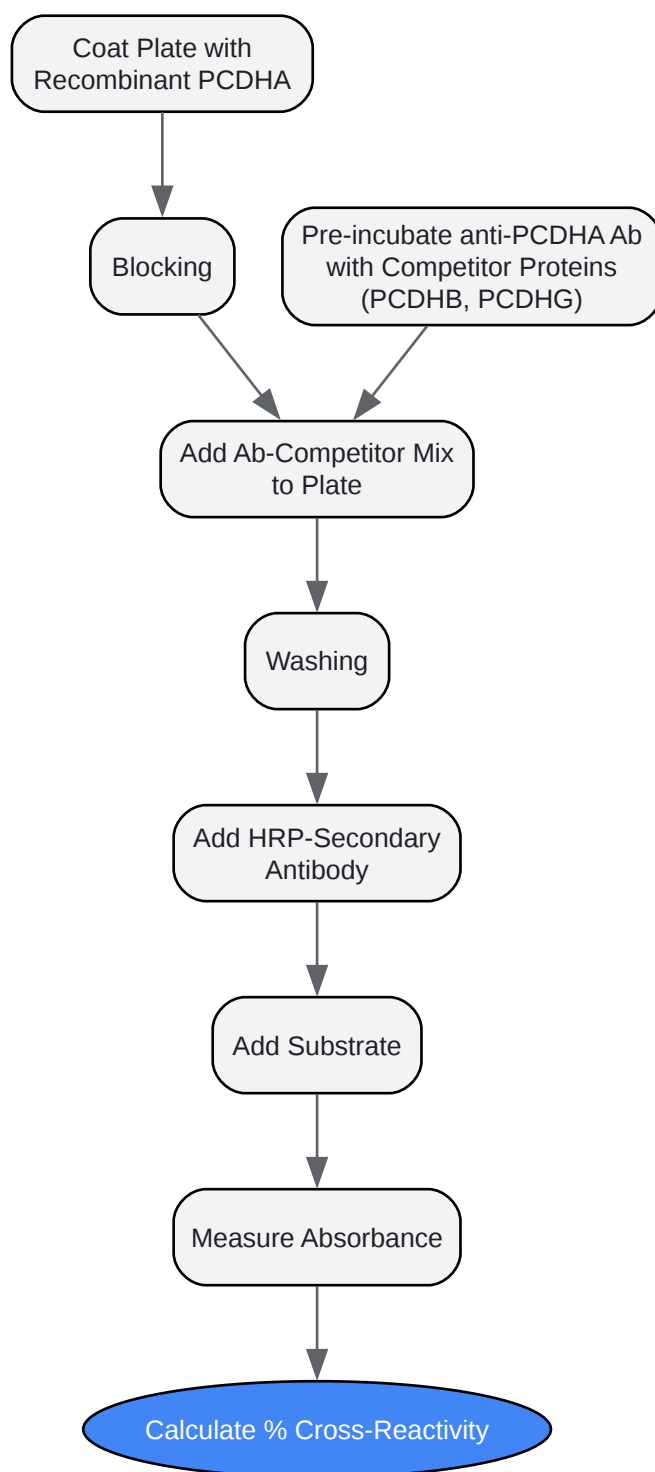 Coat Plate with
Recombinant PCDHA
Blocking
Pre-incubate anti-PCDHA Ab
with Competitor Proteins
(PCDHB, PCDHG)
Add Ab-Competitor Mix
to Plate
Washing
Add HRP-Secondary
Antibody
Add Substrate
Measure Absorbance
Calculate % Cross-Reactivity